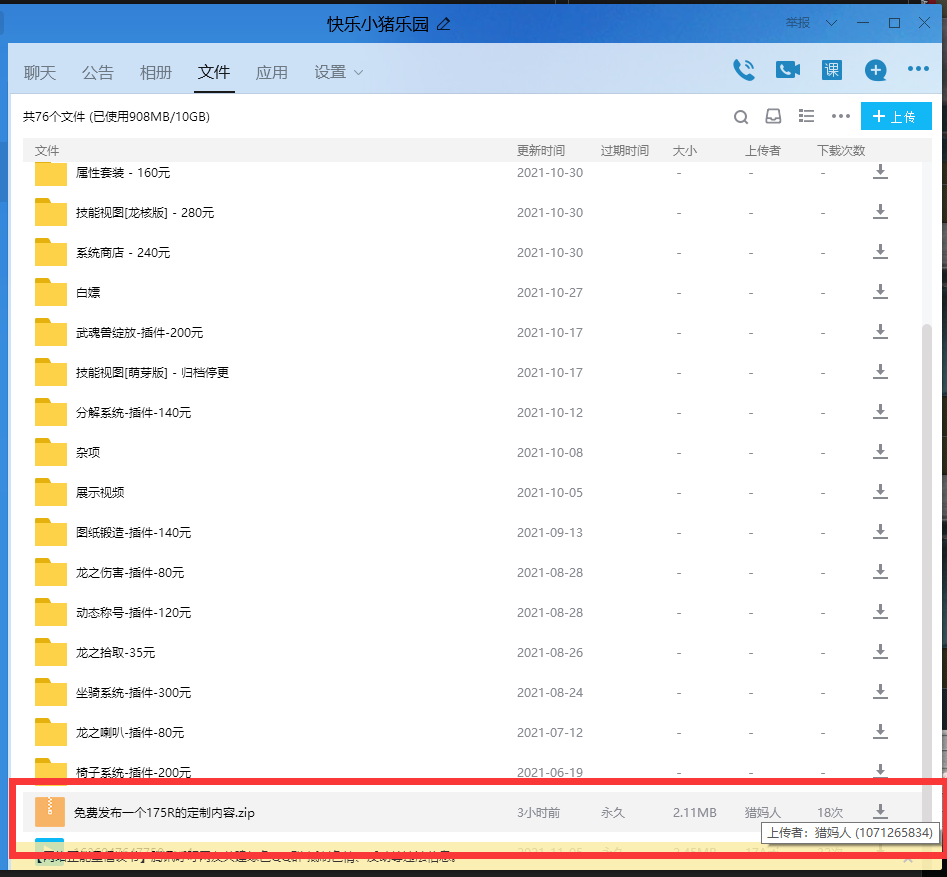 快乐小猪乐园
举报
聊天 公告 相册 文件 应用 设置
课
共76个文件 (已使用908MB/10GB)
上传
文件 更新时间 过期时间 大小 上传者 下载次数
属性套装 - 160元 2021-10-30 - - -
技能视图[龙核版] - 280元 2021-10-30 - - -
系统商店 - 240元 2021-10-30 - - -
白嫖 2021-10-27 - - -
武魂兽绽放-插件-200元 2021-10-17 - - -
技能视图[萌芽版] - 归档停更 2021-10-17 - - -
分解系统-插件-140元 2021-10-12 - - -
杂项 2021-10-08 - - -
展示视频 2021-10-05 - - -
图纸锻造-插件-140元 2021-09-13 - - -
龙之伤害-插件-80元 2021-08-28 - - -
动态称号-插件-120元 2021-08-28 - - -
龙之拾取-35元 2021-08-26 - - -
坐骑系统-插件-300元 2021-08-24 - - -
龙之喇叭-插件-80元 2021-07-12 - - -
椅子系统-插件-200元 2021-06-19 - - -
免费发布一个175R的定制内容.zip 3小时前 永久 2.11MB 猎妈人 18次
上传者：猎妈人 (1071265834)